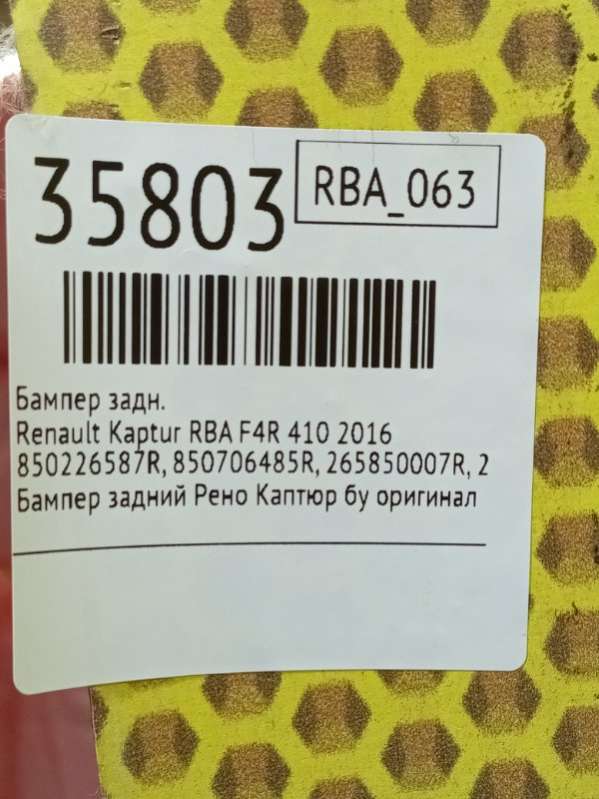 35803
RBA_063
Бампер задн.
Renault Kaptur RBA F4R 410 2016
850226587R, 850706485R, 265850007R, 2
Бампер задний Рено Каптюр бу оригинал